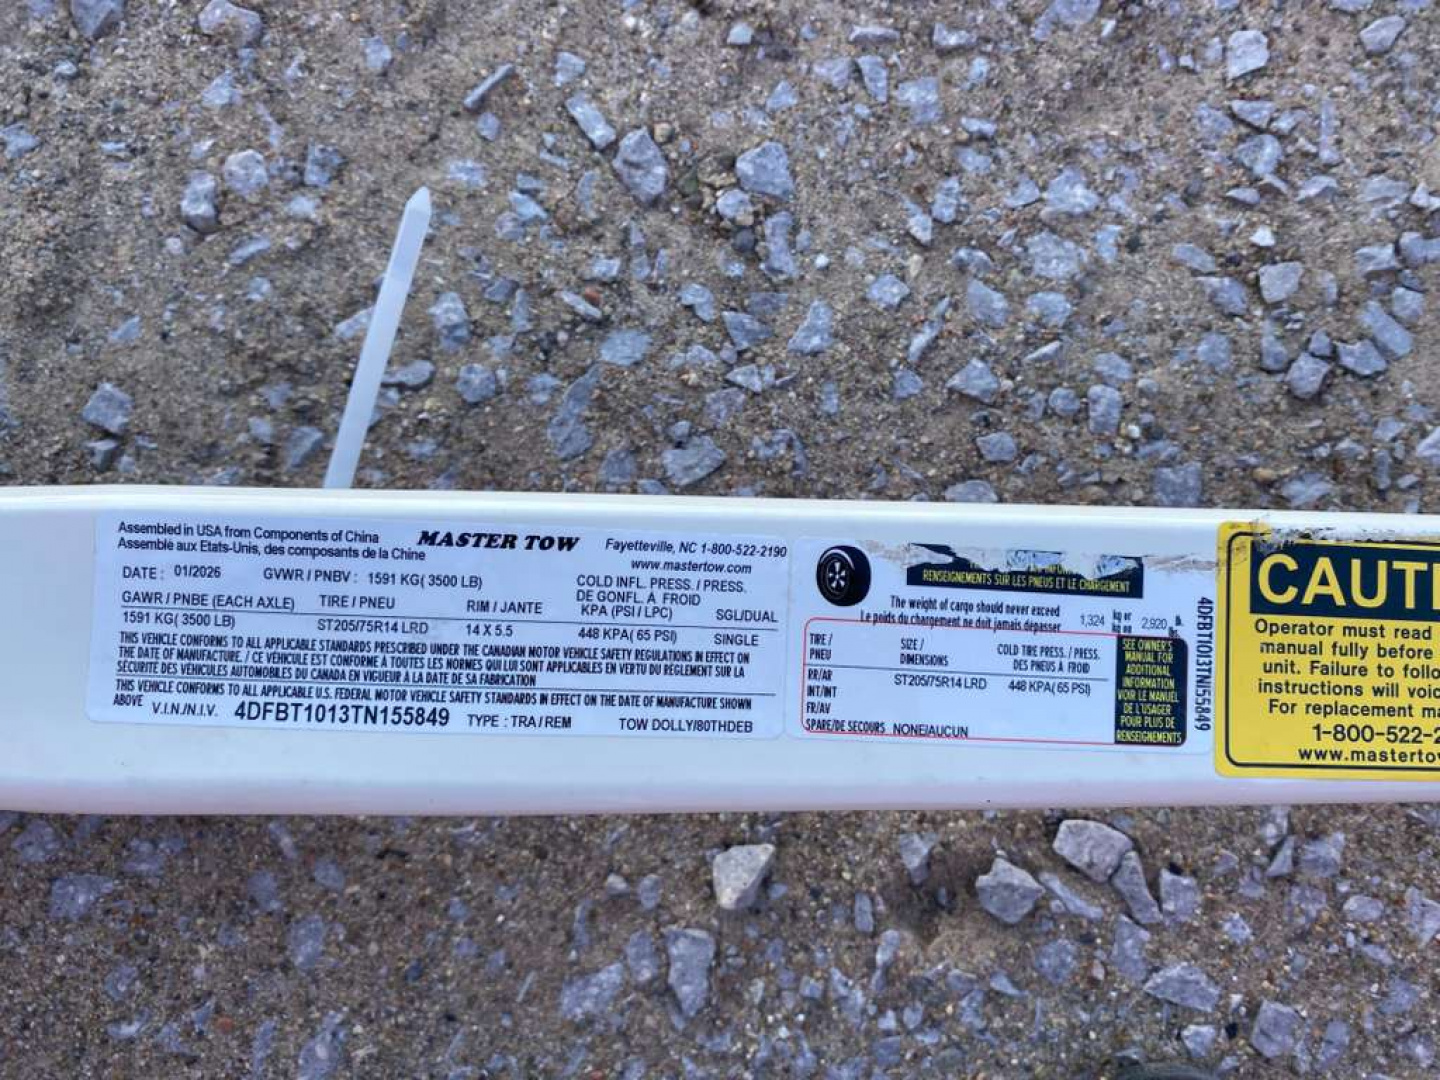 Assembled in USA from Components of China
Assemblé aux Etats-Unis, des composants de la Chine
MASTER TOW
Fayetteville, NC 1-800-522-2190
www.mastertow.com
DATE: 01/2026 GVWR / PNBV: 1591 KG( 3500 LB)
COLD INFL. PRESS. / PRESS.
DE GONFL. À FROID
GAWR / PNBE (EACH AXLE) TIRE / PNEU RIM / JANTE KPA (PSI / LPC) SGL/DUAL
1591 KG( 3500 LB) ST205/75R14 LRD 14 X 5.5 448 KPA( 65 PSI) SINGLE
THIS VEHICLE CONFORMS TO ALL APPLICABLE STANDARDS PRESCRIBED UNDER THE CANADIAN MOTOR VEHICLE SAFETY REGULATIONS IN EFFECT ON
THE DATE OF MANUFACTURE. / CE VÉHICULE EST CONFORME À TOUTES LES NORMES QUI LUI SONT APPLICABLES EN VERTU DU RÈGLEMENT SUR LA
SÉCURITÉ DES VÉHICULES AUTOMOBILES DU CANADA EN VIGUEUR À LA DATE DE SA FABRICATION
THIS VEHICLE CONFORMS TO ALL APPLICABLE U.S. FEDERAL MOTOR VEHICLE SAFETY STANDARDS IN EFFECT ON THE DATE OF MANUFACTURE SHOWN
ABOVE V.I.N./N.I.V. 4DFBT1013TN155849 TYPE : TRA / REM TOW DOLLY/80THDEB
RENSEIGNEMENTS SUR LES PNEUS ET LE CHARGEMENT
The weight of cargo should never exceed
Le poids du chargement ne doit jamais dépasser
1,324 kg or
kg ou 2,920 lb.
lb.
TIRE /
PNEU
SIZE /
DIMENSIONS
COLD TIRE PRESS. / PRESS.
DES PNEUS À FROID
RR/AR ST205/75R14 LRD 448 KPA( 65 PSI)
INT/INT
FR/AV
SPARE/DE SECOURS NONE/AUCUN
SEE OWNER'S
MANUAL FOR
ADDITIONAL
INFORMATION
VOIR LE MANUEL
DE L'USAGER
POUR PLUS DE
RENSEIGNEMENTS
4DFBT1013TN155849
CAUTI
Operator must read
manual fully before
unit. Failure to follo
instructions will voi
For replacement ma
1-800-522-2
www.mastertow